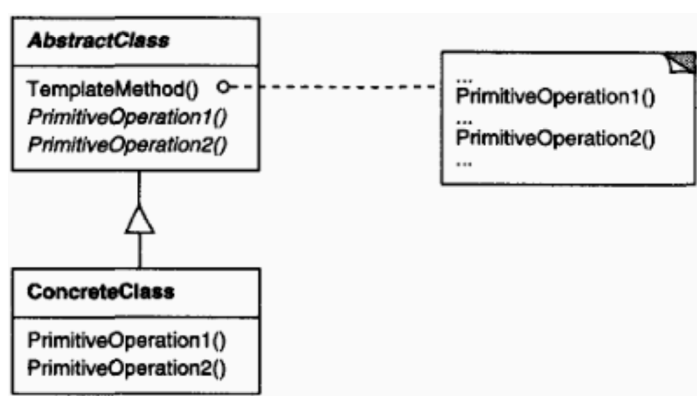 AbstractClass
TemplateMethod()
PrimitiveOperation1()
PrimitiveOperation2()
...
PrimitiveOperation1()
...
PrimitiveOperation2()
...
ConcreteClass
PrimitiveOperation1()
PrimitiveOperation2()